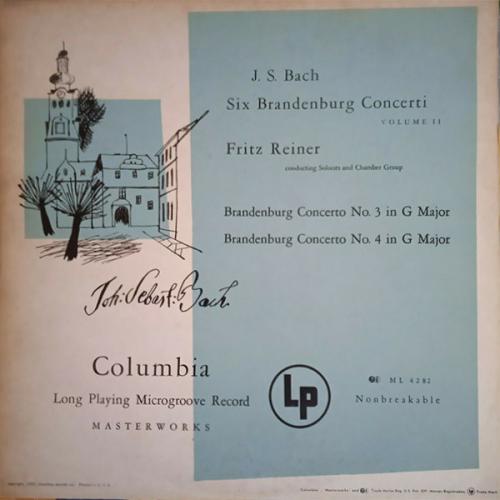 J. S. Bach
Six Brandenburg Concerti
VOLUME II
Fritz Reiner
conducting Soloists and Chamber Group
Brandenburg Concerto No. 3 in G Major
Brandenburg Concerto No. 4 in G Major
Joh: Sebast: Bach.
Columbia
Long Playing Microgroove Record
MASTERWORKS
LP
ML 4282
Nonbreakable